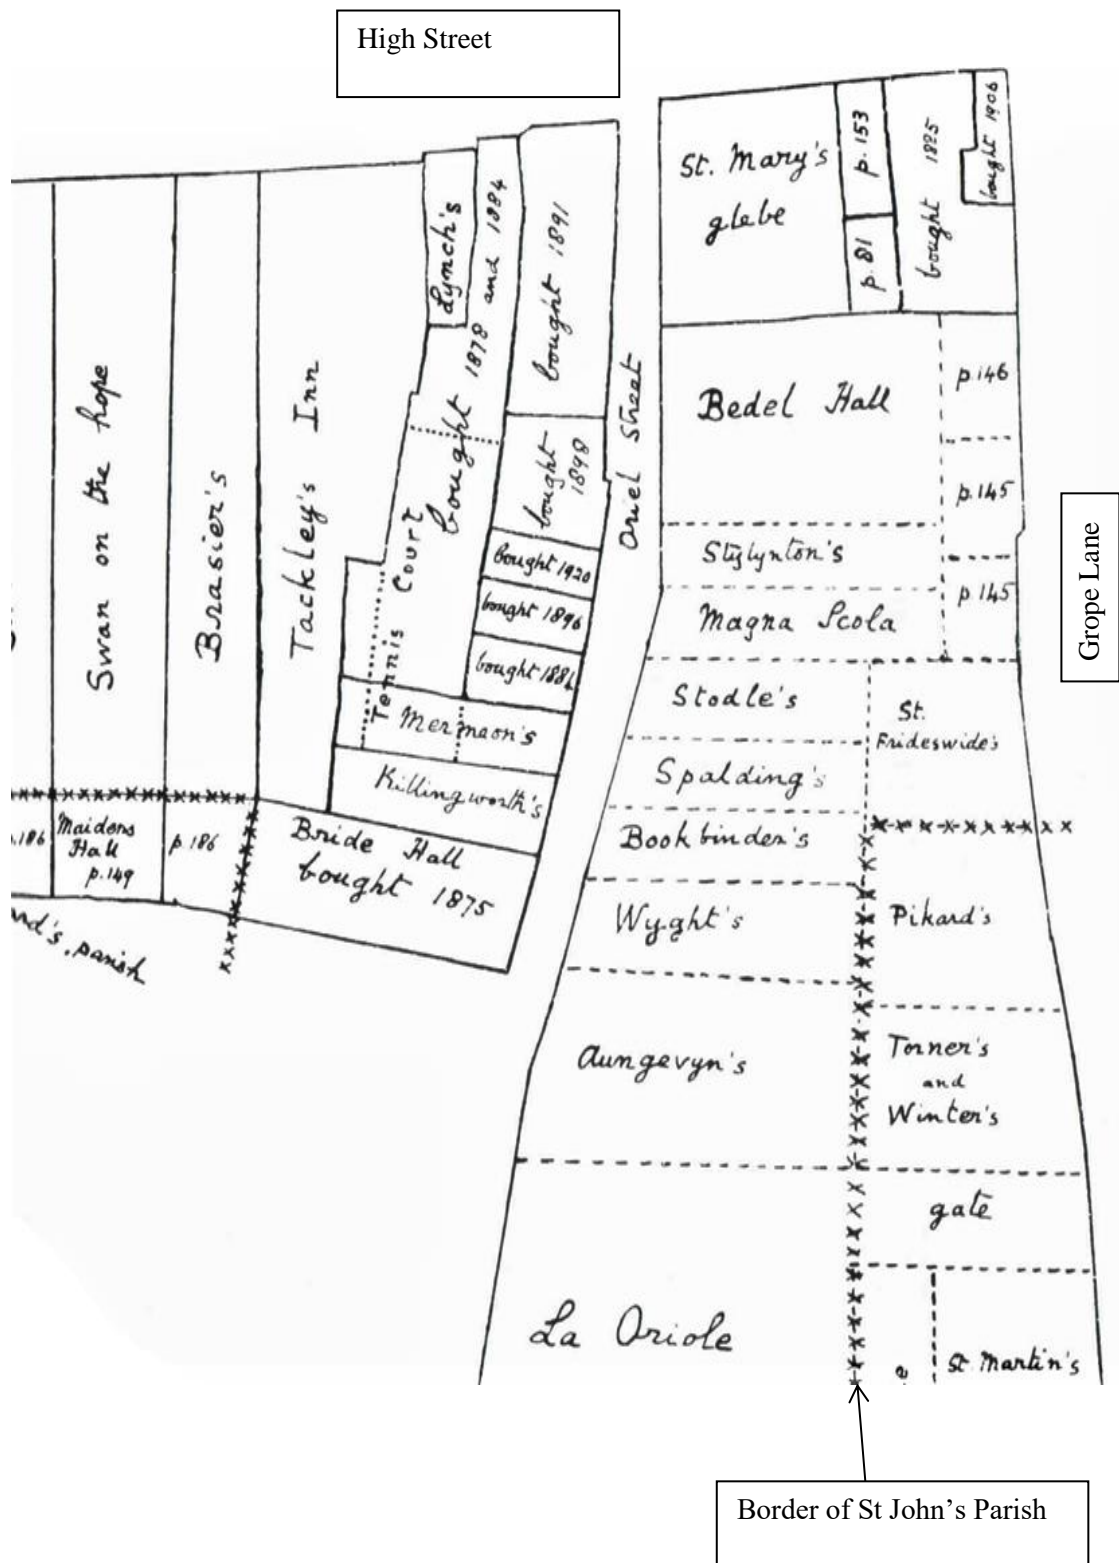 High Street
St. Mary's
glebe
p. 153
p. 81
bought 1825
bought 1906
Lynch's
bought 1878 and 1884
bought 1891
Oriel Street
Bedel Hall
p. 146
p. 145
Swan on the hope
Brasier's
Tackley's Inn
Tennis Court
bought
1898
bought 1920
bought 1896
bought 1884
Stylynton's
Magna Scola
p. 145
Grope Lane
Mermaon's
Killingworth's
Stodle's
St.
Frideswide's
Spalding's
p. 186
Maidens
Hall
p. 149
p. 186
Bride Hall
bought 1875
Bookbinder's
Wyght's
Pikard's
parish
Aungevyn's
Torner's
and
Winter's
gate
La Oriole
St. Martin's
Border of St John's Parish